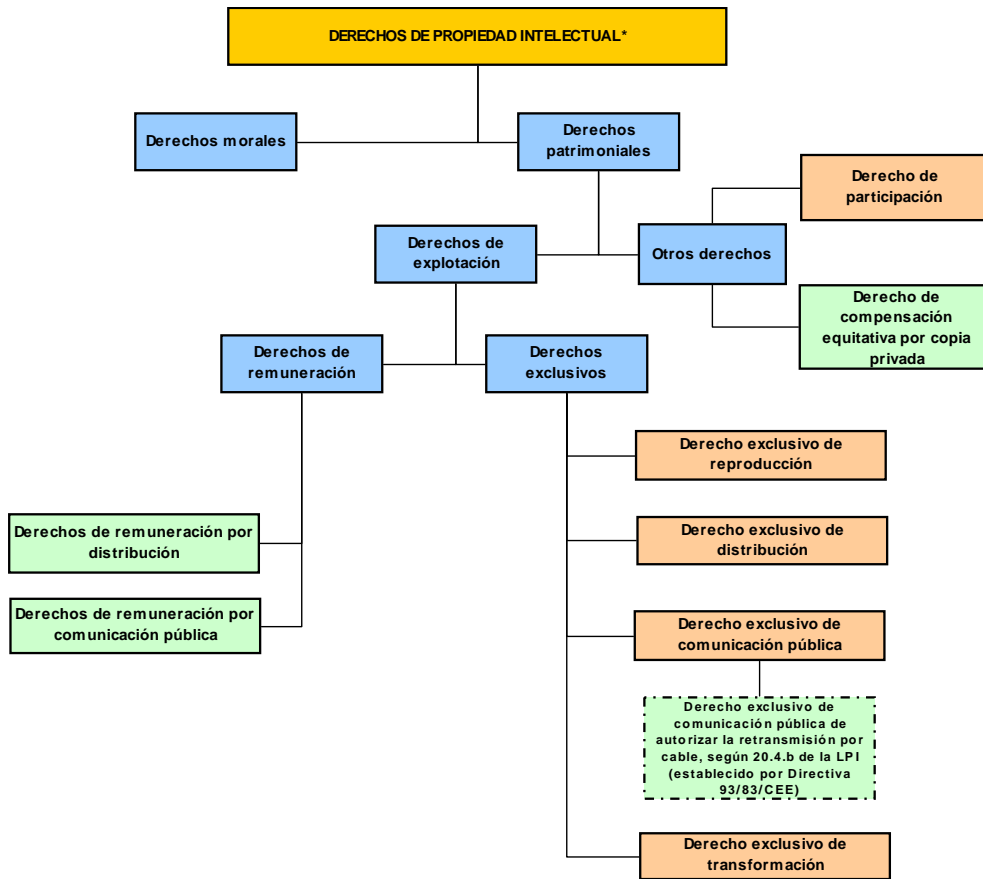 DERECHOS DE PROPIEDAD INTELECTUAL*
Derechos morales
Derechos
patrimoniales
Derecho de
participación
Derechos de
explotación
Otros derechos
Derecho de
compensación
equitativa por copia
privada
Derechos de
remuneración
Derechos
exclusivos
Derecho exclusivo de
reproducción
Derechos de remuneración por
distribución
Derecho exclusivo de
distribución
Derechos de remuneración por
comunicación pública
Derecho exclusivo de
comunicación pública
Derecho exclusivo de
comunicación pública de
autorizar la retransmisión por
cable, según 20.4.b de la LPI
(establecido por Directiva
93/83/CEE)
Derecho exclusivo de
transformación